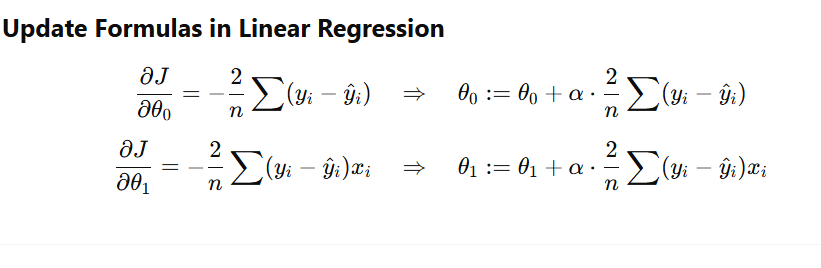 Update Formulas in Linear Regression
∂J/∂θ₀ = −2/n ∑(yᵢ − ŷᵢ) ⇒ θ₀ := θ₀ + α · 2/n ∑(yᵢ − ŷᵢ)
∂J/∂θ₁ = −2/n ∑(yᵢ − ŷᵢ)xᵢ ⇒ θ₁ := θ₁ + α · 2/n ∑(yᵢ − ŷᵢ)xᵢ